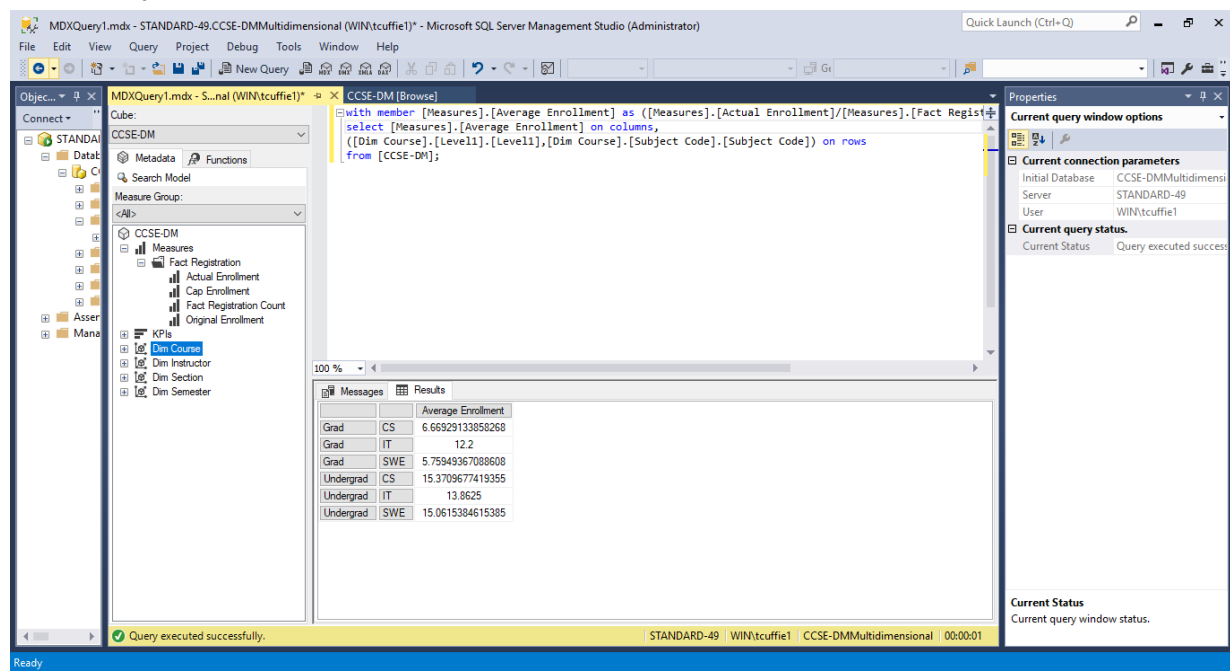 MDXQuery1.mdx - STANDARD-49.CCSE-DMMultidimensional (WIN\tcuffie1)* - Microsoft SQL Server Management Studio (Administrator)
Quick Launch (Ctrl+Q)
File Edit View Query Project Debug Tools Window Help
New Query
MDX DMX XMLA DAX
Objec...
Connect
STANDAI
Datab
Asser
Mana
MDXQuery1.mdx - S...nal (WIN\tcuffie1)*
CCSE-DM [Browse]
Cube:
CCSE-DM
Metadata Functions
Search Model
Measure Group:
<All>
CCSE-DM
Measures
Fact Registration
Actual Enrollment
Cap Enrollment
Fact Registration Count
Original Enrollment
KPIs
Dim Course
Dim Instructor
Dim Section
Dim Semester
with member [Measures].[Average Enrollment] as ([Measures].[Actual Enrollment]/[Measures].[Fact Regist
select [Measures].[Average Enrollment] on columns,
([Dim Course].[Level1].[Level1],[Dim Course].[Subject Code].[Subject Code]) on rows
from [CCSE-DM];
100 %
Messages Results
Average Enrollment
Grad CS 6.66929133858268
Grad IT 12.2
Grad SWE 5.75949367088608
Undergrad CS 15.3709677419355
Undergrad IT 13.8625
Undergrad SWE 15.0615384615385
Query executed successfully.
STANDARD-49 WIN\tcuffie1 CCSE-DMMultidimensional 00:00:01
Properties
Current query window options
Current connection parameters
Initial Database CCSE-DMMultidimensi
Server STANDARD-49
User WIN\tcuffie1
Current query status.
Current Status Query executed success
Current Status
Current query window status.
Ready